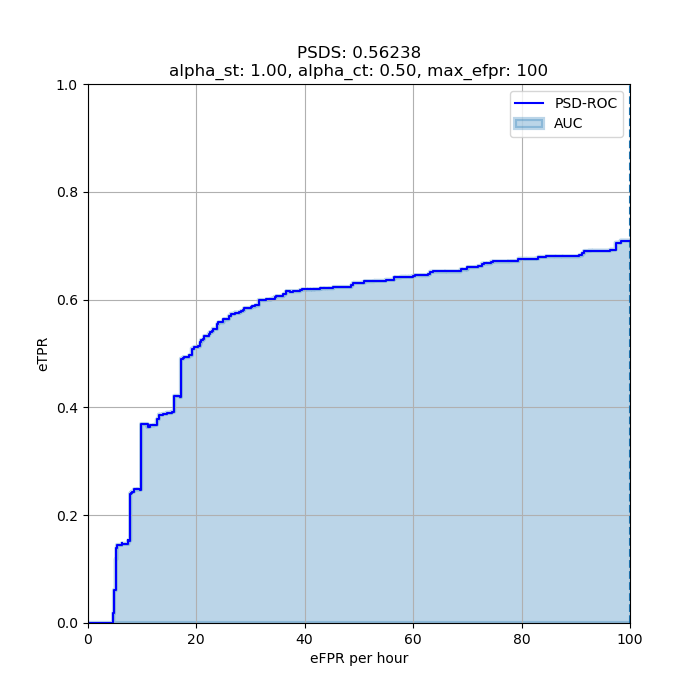 PSDS: 0.56238
alpha_st: 1.00, alpha_ct: 0.50, max_efpr: 100
PSD-ROC
AUC
1.0
0.8
0.6
0.4
0.2
0.0
eTPR
0 20 40 60 80 100
eFPR per hour